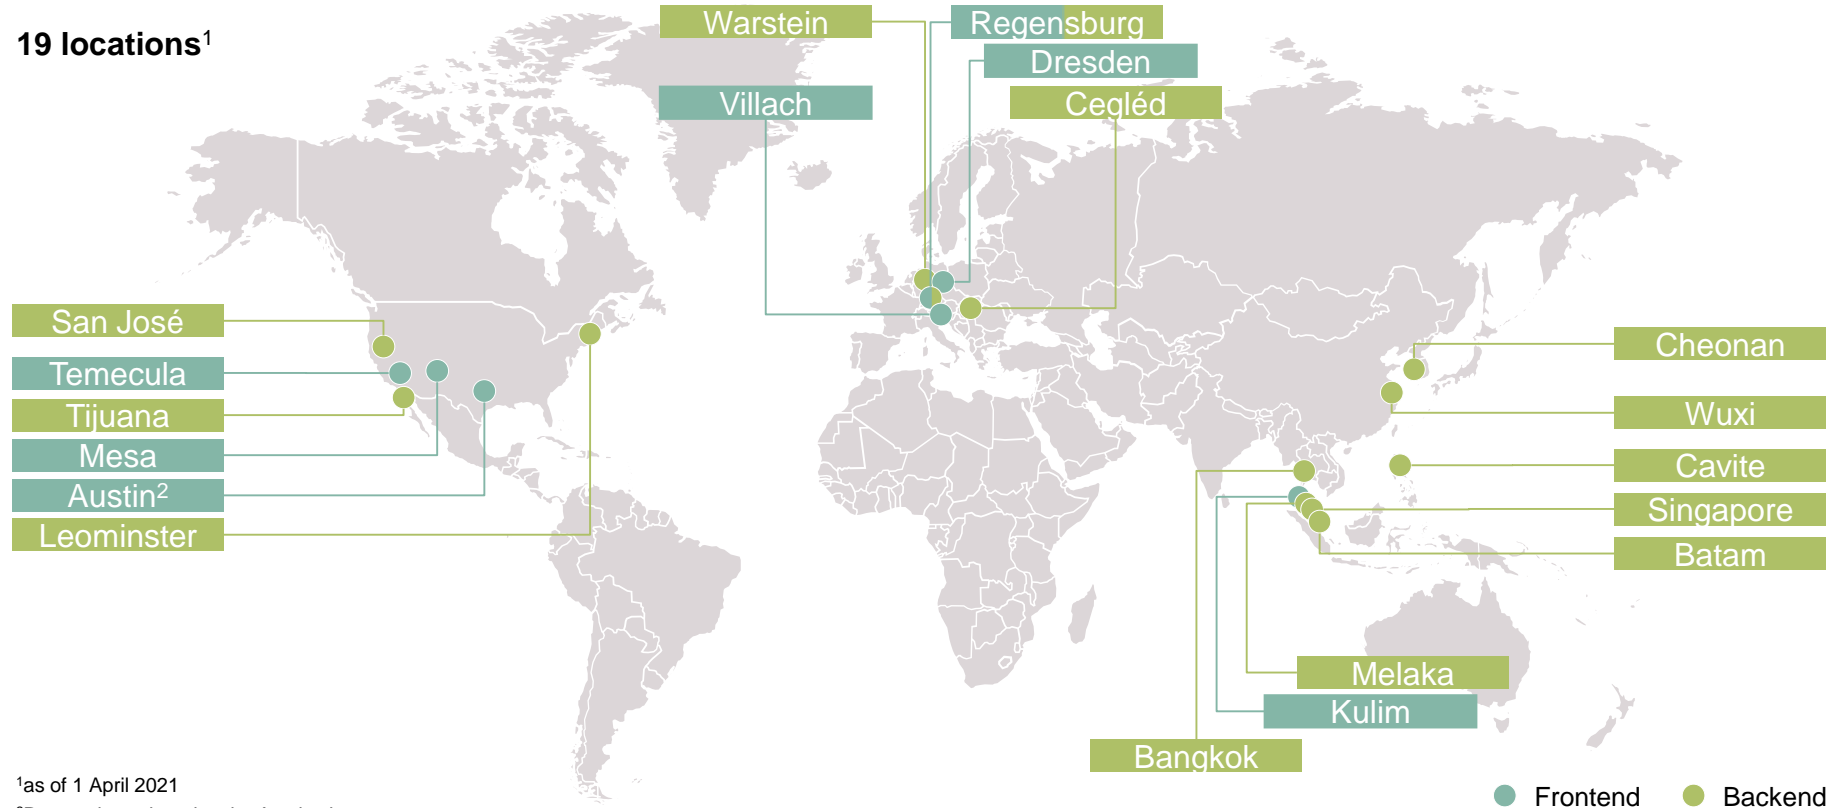 19 locations¹
Warstein
Regensburg
Dresden
Villach
Cegléd
San José
Temecula
Tijuana
Mesa
Austin²
Leominster
Cheonan
Wuxi
Cavite
Singapore
Batam
Melaka
Kulim
Bangkok
¹as of 1 April 2021
Frontend
Backend